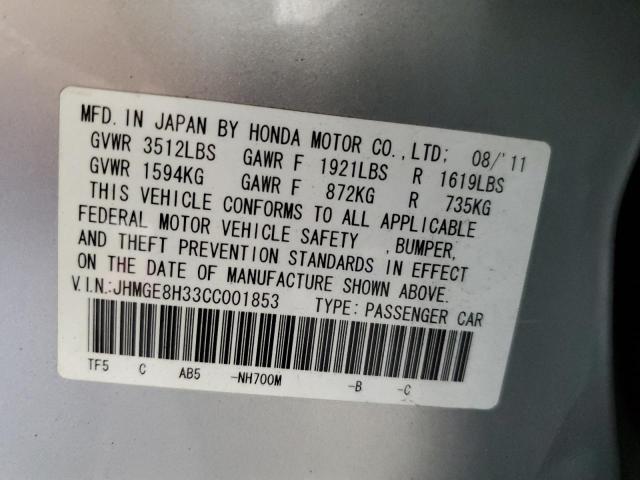 MFD. IN JAPAN BY HONDA MOTOR CO., LTD; 08/'11
GVWR 3512LBS GAWR F 1921LBS R 1619LBS
GVWR 1594KG GAWR F 872KG R 735KG
THIS VEHICLE CONFORMS TO ALL APPLICABLE
FEDERAL MOTOR VEHICLE SAFETY ,BUMPER,
AND THEFT PREVENTION STANDARDS IN EFFECT
ON THE DATE OF MANUFACTURE SHOWN ABOVE.
V.I.N.:JHMGE8H33CC001853 TYPE: PASSENGER CAR
TF5 C AB5 -NH700M -B -C